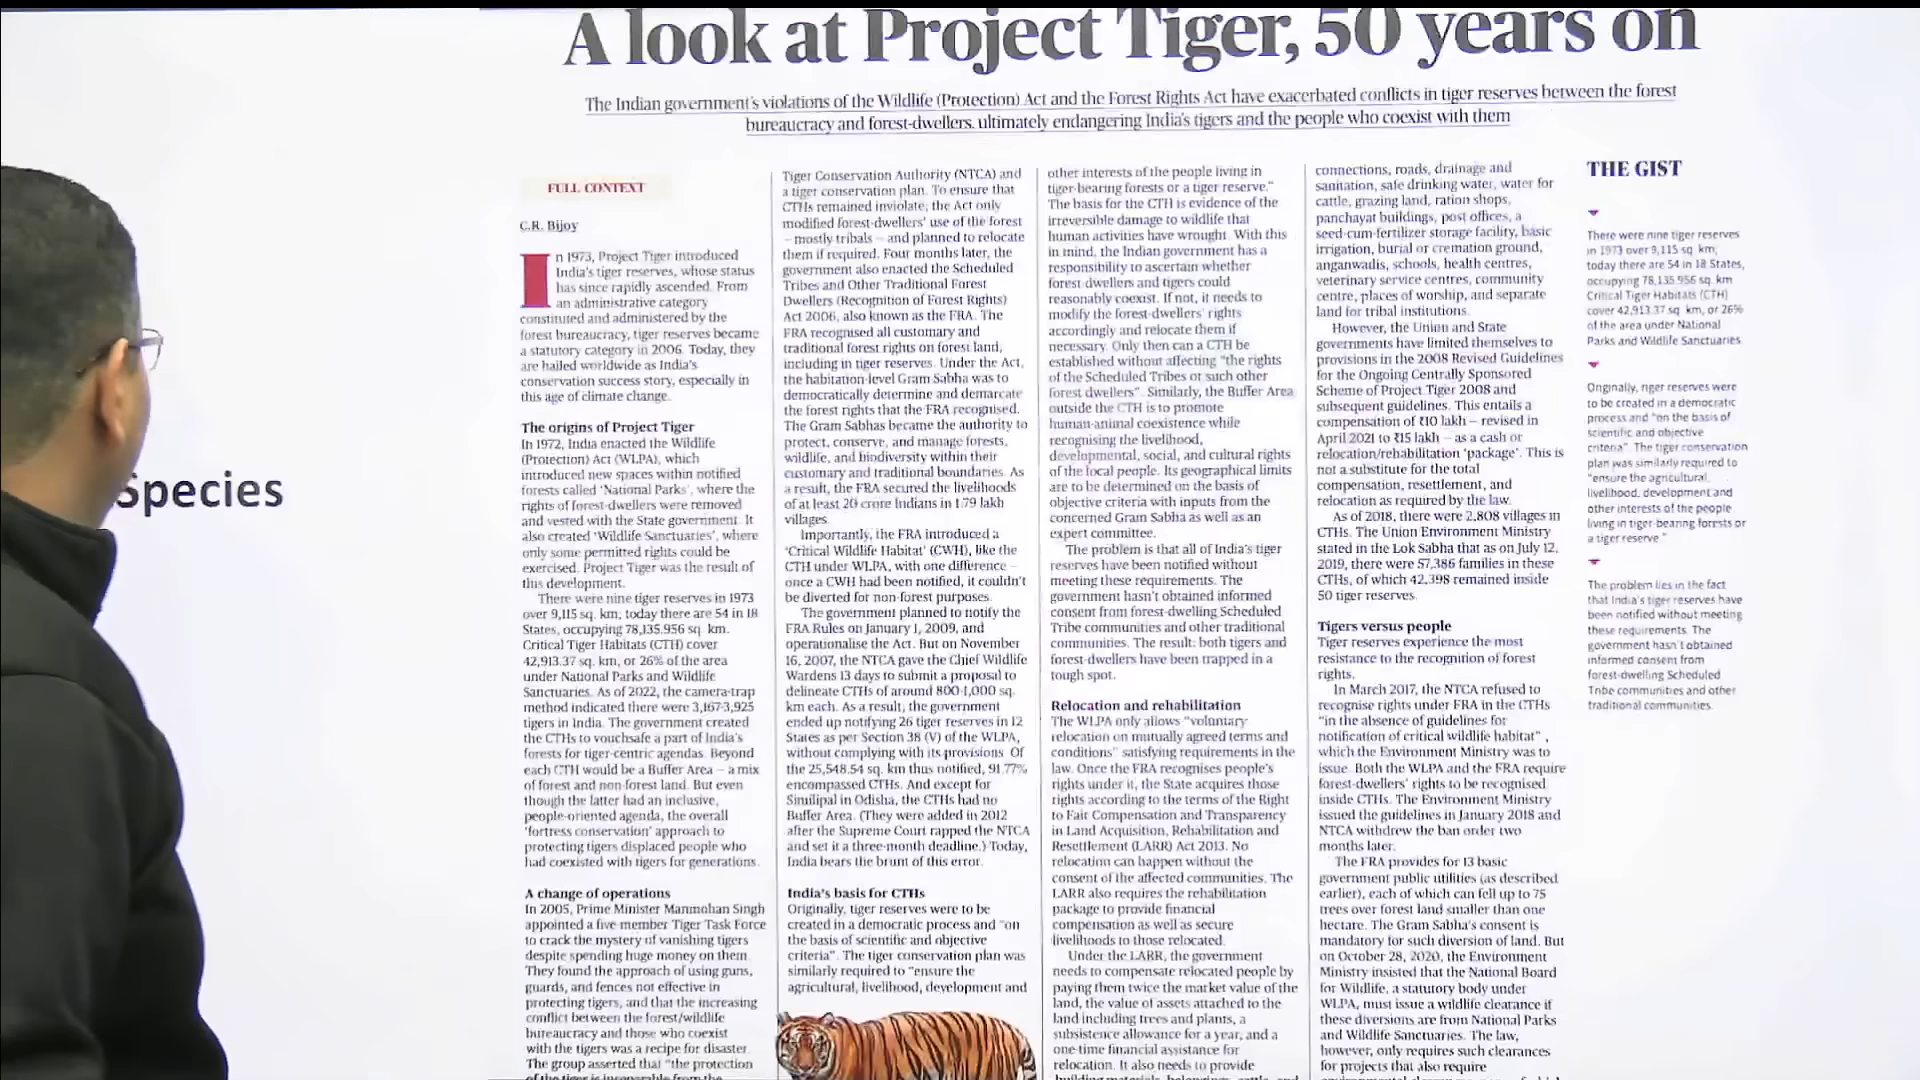 A look at Project Tiger, 50 years on
The Indian government's violations of the Wildlife (Protection) Act and the Forest Rights Act have exacerbated conflicts in tiger reserves between the forest
bureaucracy and forest-dwellers, ultimately endangering India's tigers and the people who coexist with them
Species
FULL CONTEXT
C.R. Bijoy
In 1973, Project Tiger introduced
India's tiger reserves, whose status
has since rapidly ascended. From
an administrative category
constituted and administered by the
forest bureaucracy, tiger reserves became
a statutory category in 2006. Today, they
are hailed worldwide as India's
conservation success story, especially in
this age of climate change.
The origins of Project Tiger
In 1972, India enacted the Wildlife
(Protection) Act (WLPA), which
introduced new spaces within notified
forests called 'National Parks', where the
rights of forest-dwellers were removed
and vested with the State government. It
also created 'Wildlife Sanctuaries', where
only some permitted rights could be
exercised. Project Tiger was the result of
this development.
There were nine tiger reserves in 1973
over 9,115 sq. km; today there are 54 in 18
States, occupying 78,135.956 sq. km.
Critical Tiger Habitats (CTH) cover
42,913.37 sq. km, or 26% of the area
under National Parks and Wildlife
Sanctuaries. As of 2022, the camera-trap
method indicated there were 3,167-3,925
tigers in India. The government created
the CTHs to vouchsafe a part of India's
forests for tiger-centric agendas. Beyond
each CTH would be a Buffer Area – a mix
of forest and non-forest land. But even
though the latter had an inclusive,
people-oriented agenda, the overall
'fortress conservation' approach to
protecting tigers displaced people who
had coexisted with tigers for generations.
A change of operations
In 2005, Prime Minister Manmohan Singh
appointed a five member Tiger Task Force
to crack the mystery of vanishing tigers
despite spending huge money on them.
They found the approach of using guns,
guards, and fences not effective in
protecting tigers, and that the increasing
conflict between the forest/wildlife
bureaucracy and those who coexist
with the tigers was a recipe for disaster.
The group asserted that "the protection
of the tiger is inseparable from the
Tiger Conservation Authority (NTCA) and
a tiger conservation plan. To ensure that
CTHs remained inviolate, the Act only
modified forest-dwellers' use of the forest
– mostly tribals – and planned to relocate
them if required. Four months later, the
government also enacted the Scheduled
Tribes and Other Traditional Forest
Dwellers (Recognition of Forest Rights)
Act 2006, also known as the FRA. The
FRA recognised all customary and
traditional forest rights on forest land,
including in tiger reserves. Under the Act,
the habitation-level Gram Sabha was to
democratically determine and demarcate
the forest rights that the FRA recognised.
The Gram Sabhas became the authority to
protect, conserve, and manage forests,
wildlife, and biodiversity within their
customary and traditional boundaries. As
a result, the FRA secured the livelihoods
of at least 20 crore Indians in 1.79 lakh
villages.
Importantly, the FRA introduced a
'Critical Wildlife Habitat' (CWH), like the
CTH under WLPA, with one difference –
once a CWH had been notified, it couldn't
be diverted for non-forest purposes.
The government planned to notify the
FRA Rules on January 1, 2009, and
operationalise the Act. But on November
16, 2007, the NTCA gave the Chief Wildlife
Wardens 13 days to submit a proposal to
delineate CTHs of around 800-1,000 sq.
km each. As a result, the government
ended up notifying 26 tiger reserves in 12
States as per Section 38 (V) of the WLPA,
without complying with its provisions. Of
the 25,548.54 sq. km thus notified, 91.77%
encompassed CTHs. And except for
Similipal in Odisha, the CTHs had no
Buffer Area. (They were added in 2012
after the Supreme Court rapped the NTCA
and set it a three-month deadline.) Today,
India bears the brunt of this error.
India's basis for CTHs
Originally, tiger reserves were to be
created in a democratic process and "on
the basis of scientific and objective
criteria". The tiger conservation plan was
similarly required to "ensure the
agricultural, livelihood, development and
other interests of the people living in
tiger-bearing forests or a tiger reserve."
The basis for the CTH is evidence of the
irreversible damage to wildlife that
human activities have wrought. With this
in mind, the Indian government has a
responsibility to ascertain whether
forest dwellers and tigers could
reasonably coexist. If not, it needs to
modify the forest-dwellers' rights
accordingly and relocate them if
necessary. Only then can a CTH be
established without affecting "the rights
of the Scheduled Tribes or such other
forest dwellers". Similarly, the Buffer Area
outside the CTH is to promote
human-animal coexistence while
recognising the livelihood,
developmental, social, and cultural rights
of the local people. Its geographical limits
are to be determined on the basis of
objective criteria with inputs from the
concerned Gram Sabha as well as an
expert committee.
The problem is that all of India's tiger
reserves have been notified without
meeting these requirements. The
government hasn't obtained informed
consent from forest-dwelling Scheduled
Tribe communities and other traditional
communities. The result: both tigers and
forest-dwellers have been trapped in a
tough spot.
Relocation and rehabilitation
The WLPA only allows "voluntary
relocation on mutually agreed terms and
conditions" satisfying requirements in the
law. Once the FRA recognises people's
rights under it, the State acquires those
rights according to the terms of the Right
to Fair Compensation and Transparency
in Land Acquisition, Rehabilitation and
Resettlement (LARR) Act 2013. No
relocation can happen without the
consent of the affected communities. The
LARR also requires the rehabilitation
package to provide financial
compensation as well as secure
livelihoods to those relocated.
Under the LARR, the government
needs to compensate relocated people by
paying them twice the market value of the
land, the value of assets attached to the
land including trees and plants, a
subsistence allowance for a year, and a
one-time financial assistance for
relocation. It also needs to provide
connections, roads, drainage and
sanitation, safe drinking water, water for
cattle, grazing land, ration shops,
panchayat buildings, post offices, a
seed-cum-fertilizer storage facility, basic
irrigation, burial or cremation ground,
anganwadis, schools, health centres,
veterinary service centres, community
centre, places of worship, and separate
land for tribal institutions.
However, the Union and State
governments have limited themselves to
provisions in the 2008 Revised Guidelines
for the Ongoing Centrally Sponsored
Scheme of Project Tiger 2008 and
subsequent guidelines. This entails a
compensation of ₹10 lakh – revised in
April 2021 to ₹15 lakh – as a cash or
relocation/rehabilitation 'package'. This is
not a substitute for the total
compensation, resettlement, and
relocation as required by the law.
As of 2018, there were 2,808 villages in
CTHs. The Union Environment Ministry
stated in the Lok Sabha that as on July 12,
2019, there were 57,386 families in these
CTHs, of which 42,398 remained inside
50 tiger reserves.
Tigers versus people
Tiger reserves experience the most
resistance to the recognition of forest
rights.
In March 2017, the NTCA refused to
recognise rights under FRA in the CTHs
"in the absence of guidelines for
notification of critical wildlife habitat",
which the Environment Ministry was to
issue. Both the WLPA and the FRA require
forest-dwellers' rights to be recognised
inside CTHs. The Environment Ministry
issued the guidelines in January 2018 and
NTCA withdrew the ban order two
months later.
The FRA provides for 13 basic
government public utilities (as described
earlier), each of which can fell up to 75
trees over forest land smaller than one
hectare. The Gram Sabha's consent is
mandatory for such diversion of land. But
on October 28, 2020, the Environment
Ministry insisted that the National Board
for Wildlife, a statutory body under
WLPA, must issue a wildlife clearance if
these diversions are from National Parks
and Wildlife Sanctuaries. The law,
however, only requires such clearances
for projects that also require
THE GIST
There were nine tiger reserves
in 1973 over 9,115 sq. km;
today there are 54 in 18 States,
occupying 78,135.956 sq. km
Critical Tiger Habitats (CTH)
cover 42,913.37 sq. km, or 26%
of the area under National
Parks and Wildlife Sanctuaries
Originally, tiger reserves were
to be created in a democratic
process and "on the basis of
scientific and objective
criteria". The tiger conservation
plan was similarly required to
"ensure the agricultural,
livelihood, development and
other interests of the people
living in tiger-bearing forests or
a tiger reserve."
The problem lies in the fact
that India's tiger reserves have
been notified without meeting
these requirements. The
government hasn't obtained
informed consent from
forest-dwelling Scheduled
Tribe communities and other
traditional communities.